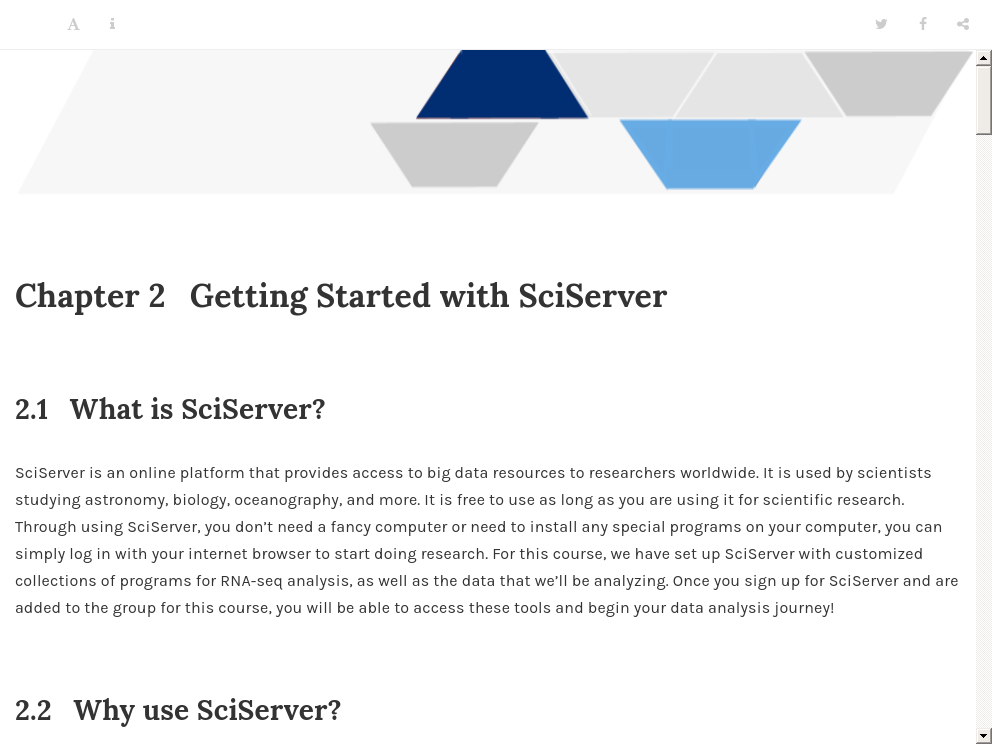 Chapter 2 Getting Started with SciServer
2.1 What is SciServer?
SciServer is an online platform that provides access to big data resources to researchers worldwide. It is used by scientists
studying astronomy, biology, oceanography, and more. It is free to use as long as you are using it for scientific research.
Through using SciServer, you don’t need a fancy computer or need to install any special programs on your computer, you can
simply log in with your internet browser to start doing research. For this course, we have set up SciServer with customized
collections of programs for RNA-seq analysis, as well as the data that we’ll be analyzing. Once you sign up for SciServer and are
added to the group for this course, you will be able to access these tools and begin your data analysis journey!
2.2 Why use SciServer?